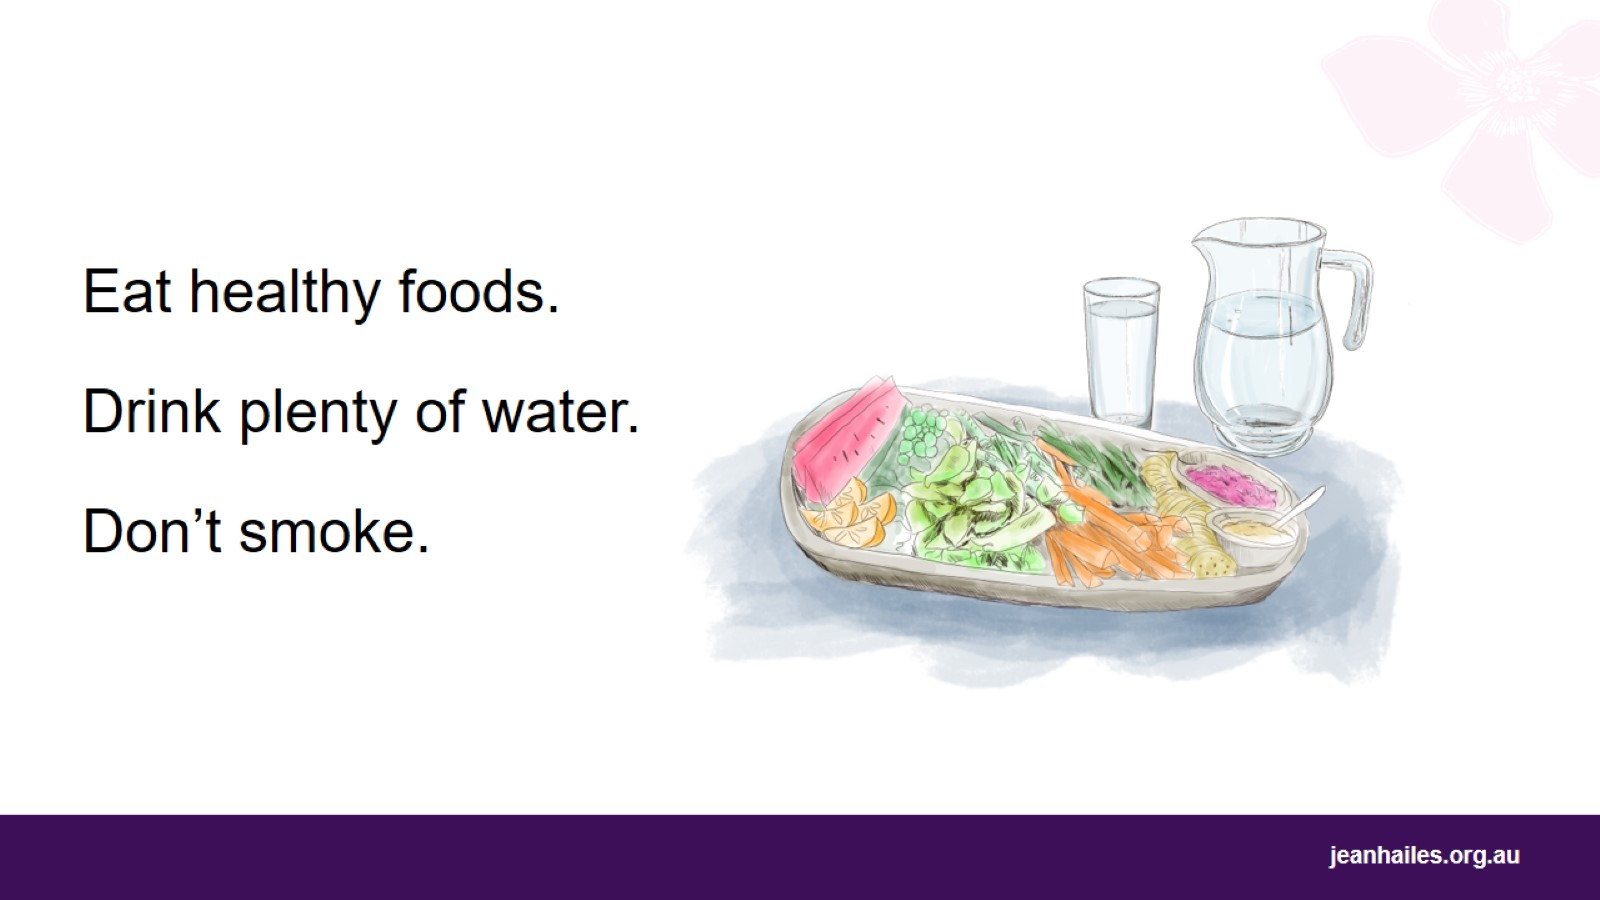 Eat healthy foods.
Drink plenty of water.
Don’t smoke.
jeanhailes.org.au